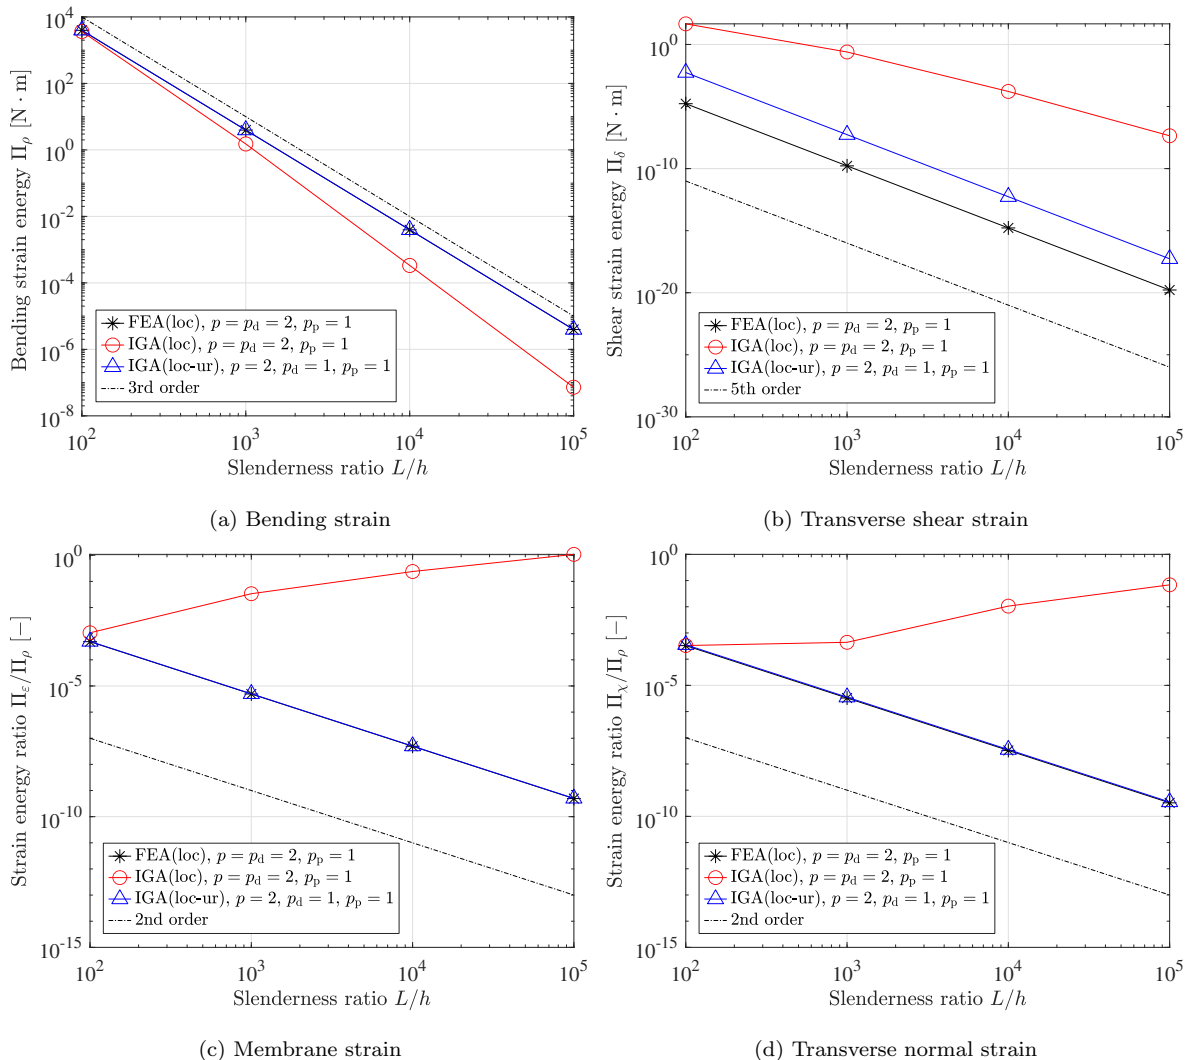 Bending strain energy Π_ρ [N · m]
10^4
10^2
10^0
10^-2
10^-4
10^-6
10^-8
FEA(loc), p = p_d = 2, p_p = 1
IGA(loc), p = p_d = 2, p_p = 1
IGA(loc-ur), p = 2, p_d = 1, p_p = 1
3rd order
10^2 10^3 10^4 10^5
Slenderness ratio L/h
(a) Bending strain
Shear strain energy Π_δ [N · m]
10^0
10^-10
10^-20
10^-30
FEA(loc), p = p_d = 2, p_p = 1
IGA(loc), p = p_d = 2, p_p = 1
IGA(loc-ur), p = 2, p_d = 1, p_p = 1
5th order
10^2 10^3 10^4 10^5
Slenderness ratio L/h
(b) Transverse shear strain
Strain energy ratio Π_ε/Π_ρ [−]
10^0
10^-5
10^-10
10^-15
FEA(loc), p = p_d = 2, p_p = 1
IGA(loc), p = p_d = 2, p_p = 1
IGA(loc-ur), p = 2, p_d = 1, p_p = 1
2nd order
10^2 10^3 10^4 10^5
Slenderness ratio L/h
(c) Membrane strain
Strain energy ratio Π_χ/Π_ρ [−]
10^0
10^-5
10^-10
10^-15
FEA(loc), p = p_d = 2, p_p = 1
IGA(loc), p = p_d = 2, p_p = 1
IGA(loc-ur), p = 2, p_d = 1, p_p = 1
2nd order
10^2 10^3 10^4 10^5
Slenderness ratio L/h
(d) Transverse normal strain